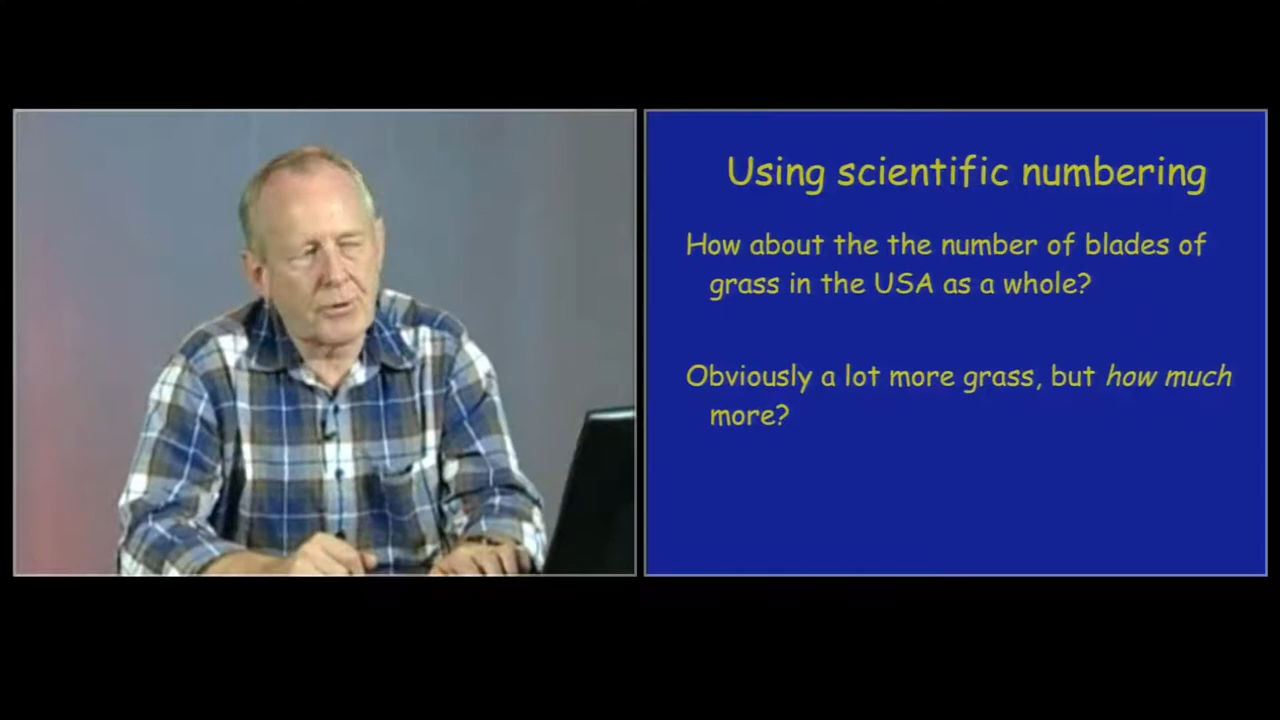 Using scientific numbering
How about the the number of blades of
grass in the USA as a whole?
Obviously a lot more grass, but how much
more?